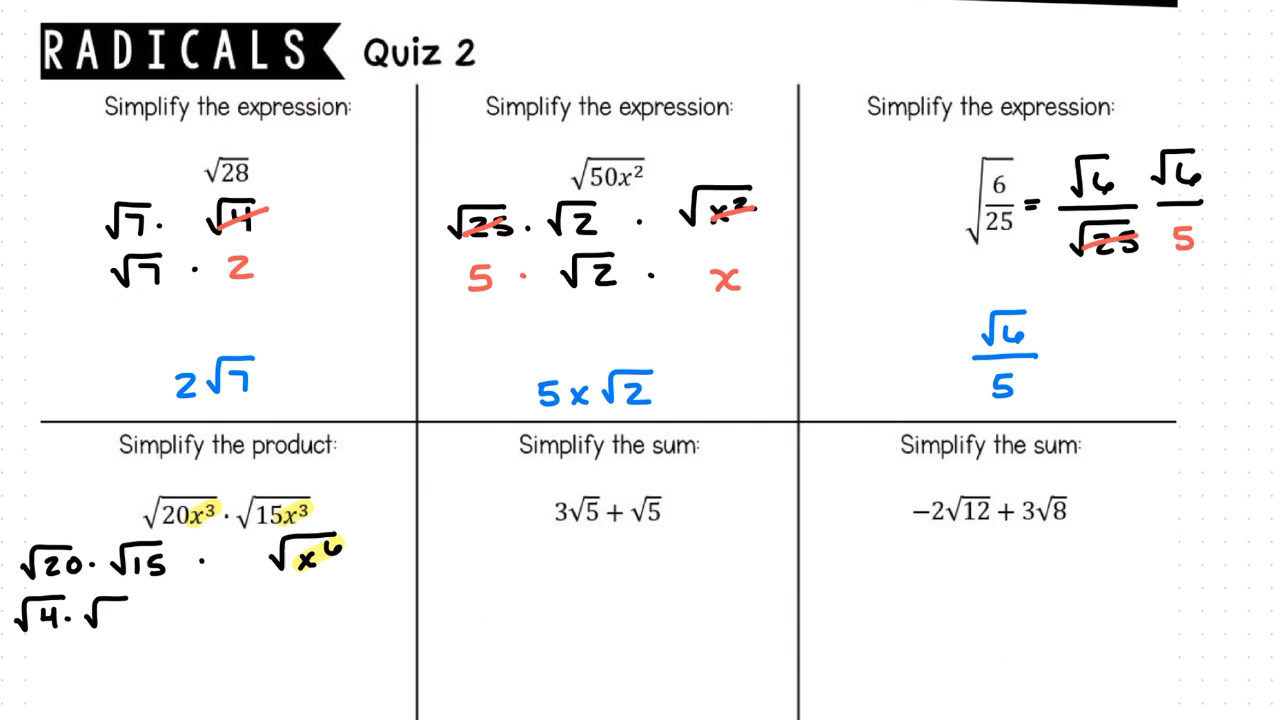 RADICALS Quiz 2
Simplify the expression:
√28
√7 · √4
√7 · 2
2√7
Simplify the expression:
√50x²
√25 · √2 · √x²
5 · √2 · x
5x√2
Simplify the expression:
√(6/25) = √6/√25 √6/5
√6/5
Simplify the product:
√20x³ · √15x³
√20 · √15 · √x⁶
√4 · √
Simplify the sum:
3√5 + √5
Simplify the sum:
−2√12 + 3√8